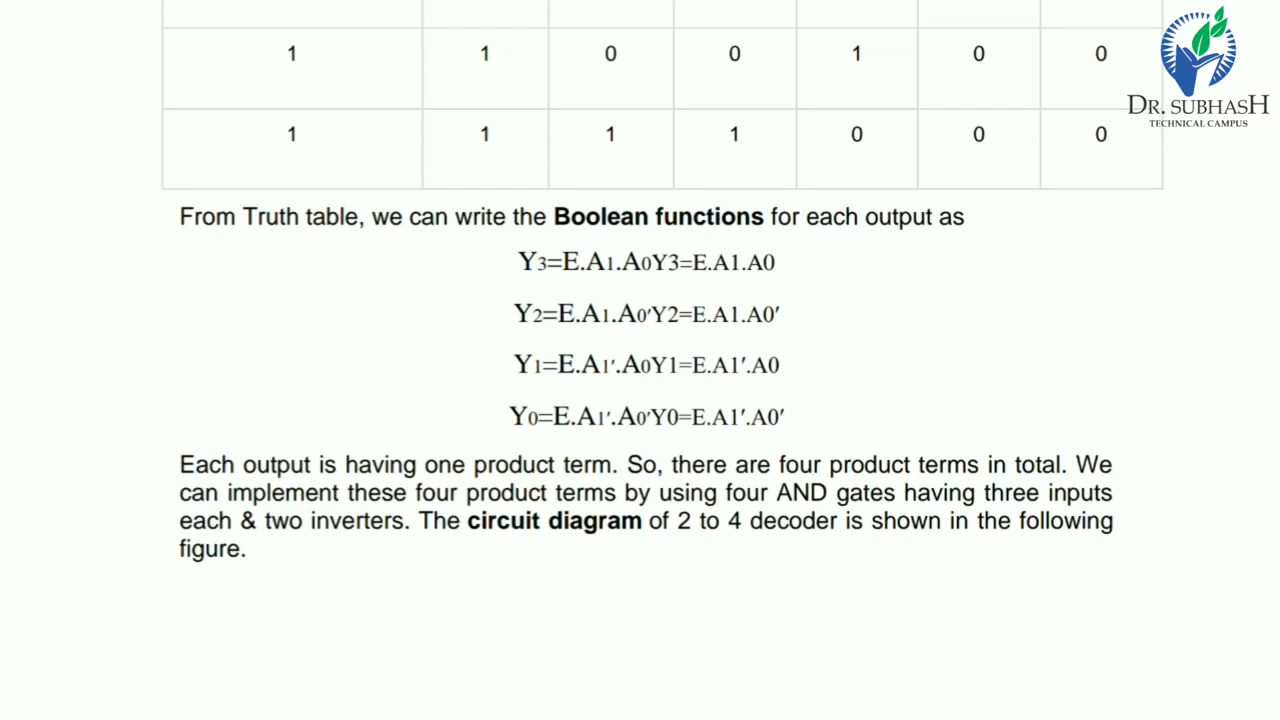 1 1 0 0 1 0 0
1 1 1 1 0 0 0
DR. SUBHASH
TECHNICAL CAMPUS
From Truth table, we can write the Boolean functions for each output as
Y3=E.A1.A0Y3=E.A1.A0
Y2=E.A1.A0′Y2=E.A1.A0′
Y1=E.A1′.A0Y1=E.A1′.A0
Y0=E.A1′.A0′Y0=E.A1′.A0′
Each output is having one product term. So, there are four product terms in total. We
can implement these four product terms by using four AND gates having three inputs
each & two inverters. The circuit diagram of 2 to 4 decoder is shown in the following
figure.